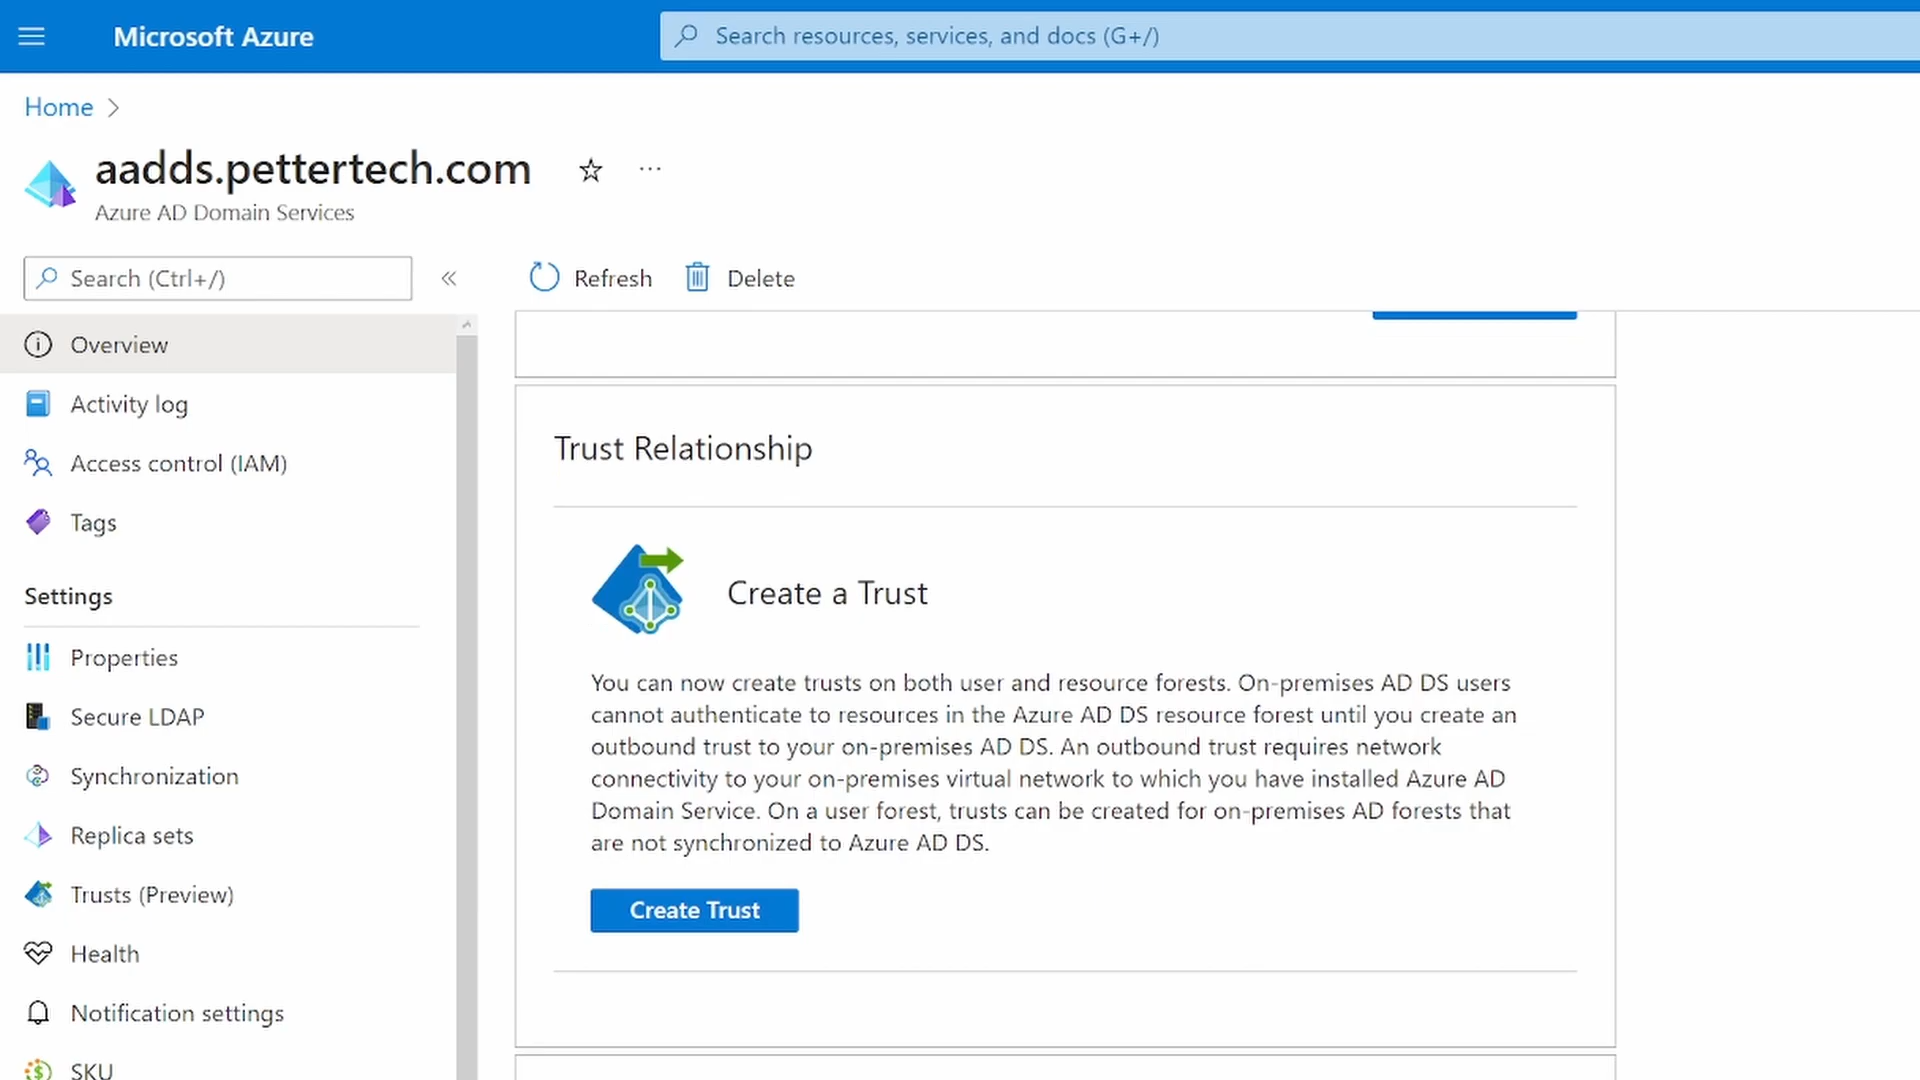 Microsoft Azure
Search resources, services, and docs (G+/)
Home
aadds.pettertech.com
Azure AD Domain Services
Search (Ctrl+/)
Refresh
Delete
Overview
Activity log
Access control (IAM)
Tags
Settings
Properties
Secure LDAP
Synchronization
Replica sets
Trusts (Preview)
Health
Notification settings
SKU
Trust Relationship
Create a Trust
You can now create trusts on both user and resource forests. On-premises AD DS users
cannot authenticate to resources in the Azure AD DS resource forest until you create an
outbound trust to your on-premises AD DS. An outbound trust requires network
connectivity to your on-premises virtual network to which you have installed Azure AD
Domain Service. On a user forest, trusts can be created for on-premises AD forests that
are not synchronized to Azure AD DS.
Create Trust